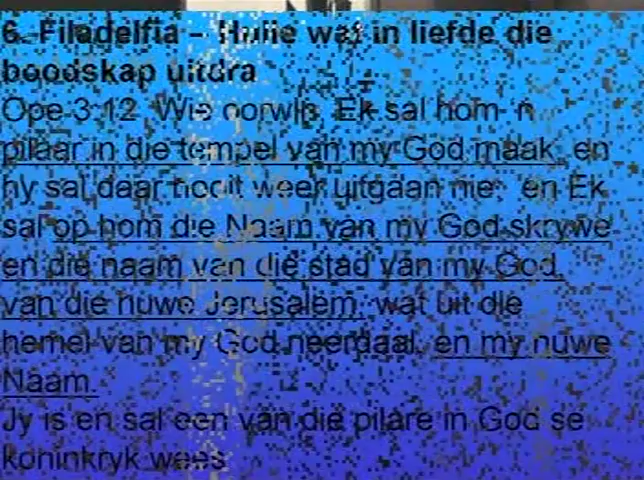 6. Filadelfia – Hulle wat in liefde die
boodskap uitdra
Ope 3:12 Wie oorwin, Ek sal hom 'n
pilaar in die tempel van my God maak, en
hy sal daar nooit weer uitgaan nie; en Ek
sal op hom die Naam van my God skrywe
en die naam van die stad van my God,
van die nuwe Jerusalem, wat uit die
hemel van my God neerdaal, en my nuwe
Naam.
Jy is en sal een van die pilare in God se
koninkryk wees